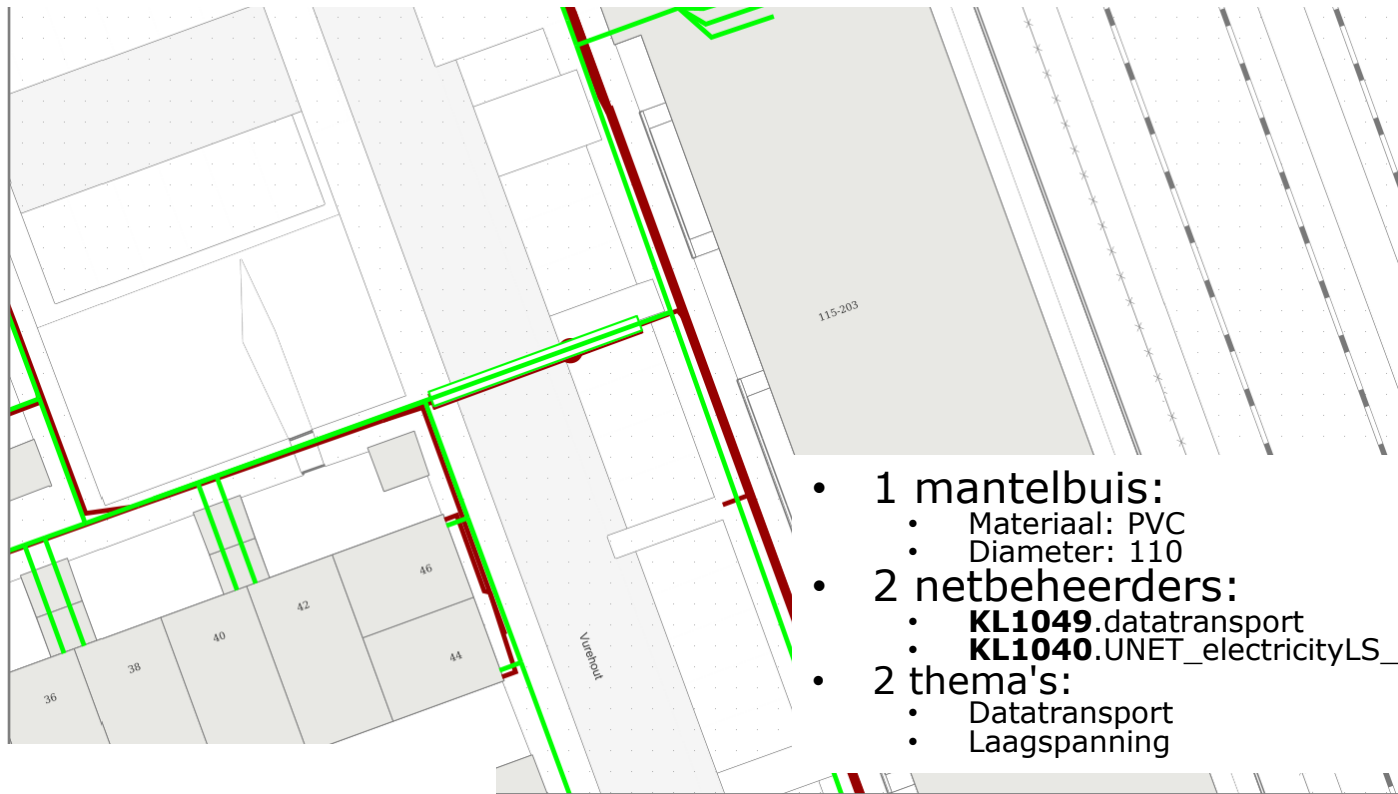 115-203
46
42
40
44
38
36
Vurehout
• 1 mantelbuis:
• Materiaal: PVC
• Diameter: 110
• 2 netbeheerders:
• KL1049.datatransport
• KL1040.UNET_electricityLS_
• 2 thema's:
• Datatransport
• Laagspanning